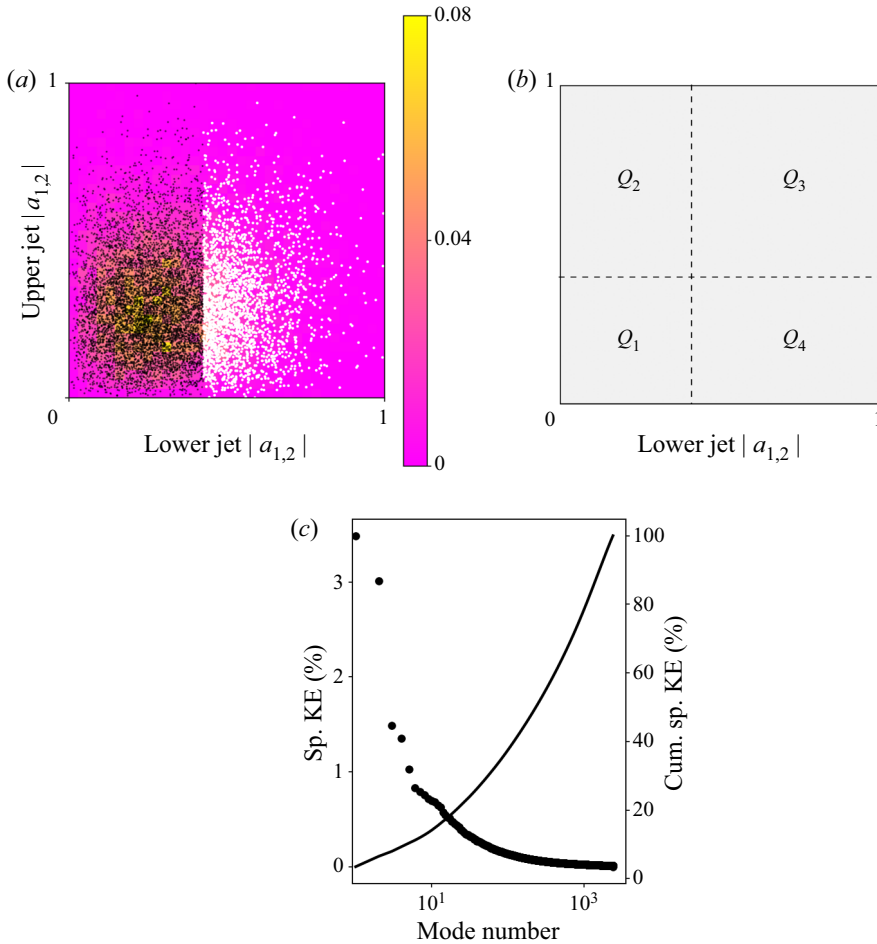 (a)
1
Upper jet | a1,2 |
0
1
Lower jet | a1,2 |
0.08
0.04
0
(b)
1
Q2
Q3
Q1
Q4
0
1
Lower jet | a1,2 |
(c)
Sp. KE (%)
3
2
1
0
100
80
60
40
20
0
Cum. sp. KE (%)
10^1
10^3
Mode number